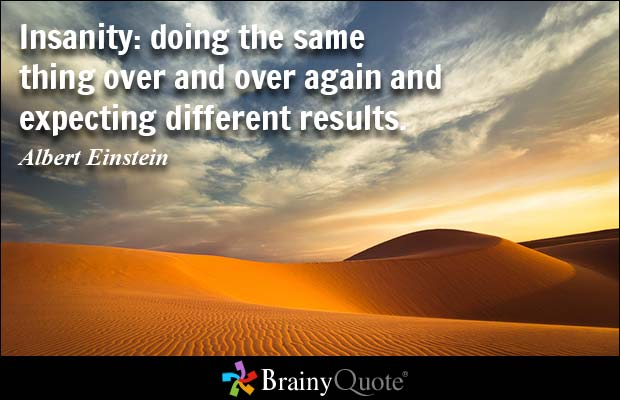 Insanity: doing the same
thing over and over again and
expecting different results.
Albert Einstein
BrainyQuote®